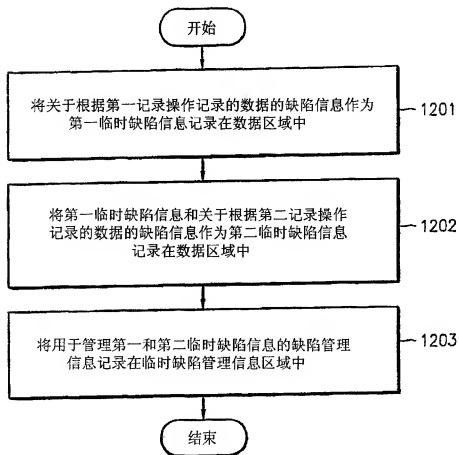 开始
将关于根据第一记录操作记录的数据的缺陷信息作为
第一临时缺陷信息记录在数据区域中
1201
将第一临时缺陷信息和关于根据第二记录操作
记录的数据的缺陷信息作为第二临时缺陷信息
记录在数据区域中
1202
将用于管理第一和第二临时缺陷信息的缺陷管理
信息记录在临时缺陷管理信息区域中
1203
结束